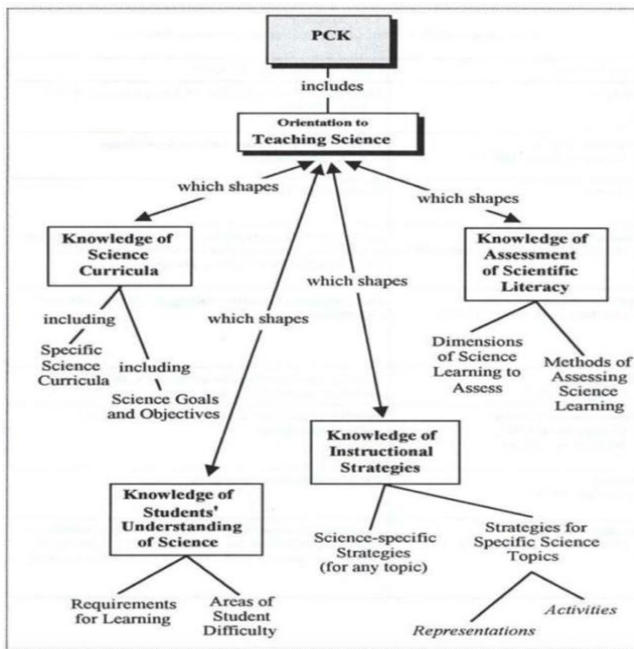 PCK
includes
Orientation to
Teaching Science
which shapes
which shapes
Knowledge of
Science
Curricula
Knowledge of
Assessment
of Scientific
Literacy
which shapes
which shapes
including
Specific
Science
Curricula
including
Science Goals
and Objectives
Dimensions
of Science
Learning to
Assess
Methods of
Assessing
Science
Learning
Knowledge of
Instructional
Strategies
Knowledge of
Students'
Understanding
of Science
Science-specific
Strategies
(for any topic)
Strategies for
Specific Science
Topics
Requirements
for Learning
Areas of
Student
Difficulty
Representations
Activities